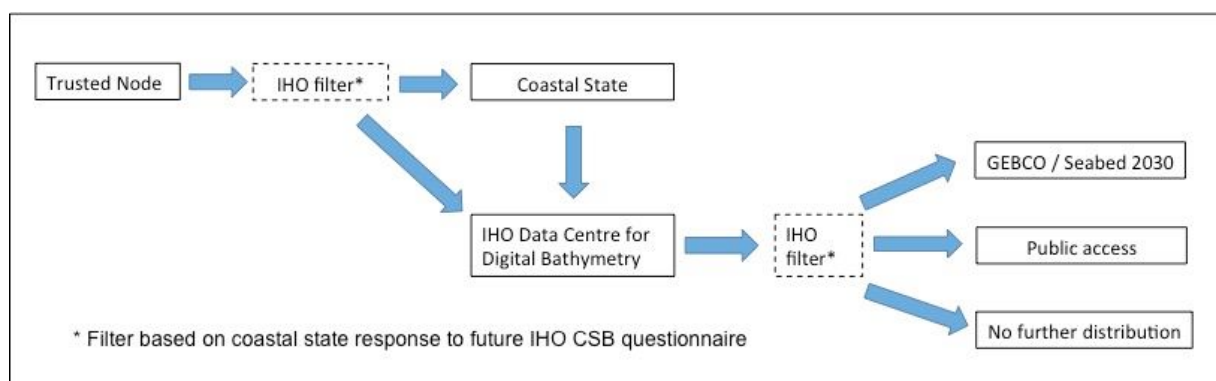 Trusted Node
IHO filter*
Coastal State
GEBCO / Seabed 2030
IHO Data Centre for
Digital Bathymetry
IHO
filter*
Public access
No further distribution
* Filter based on coastal state response to future IHO CSB questionnaire